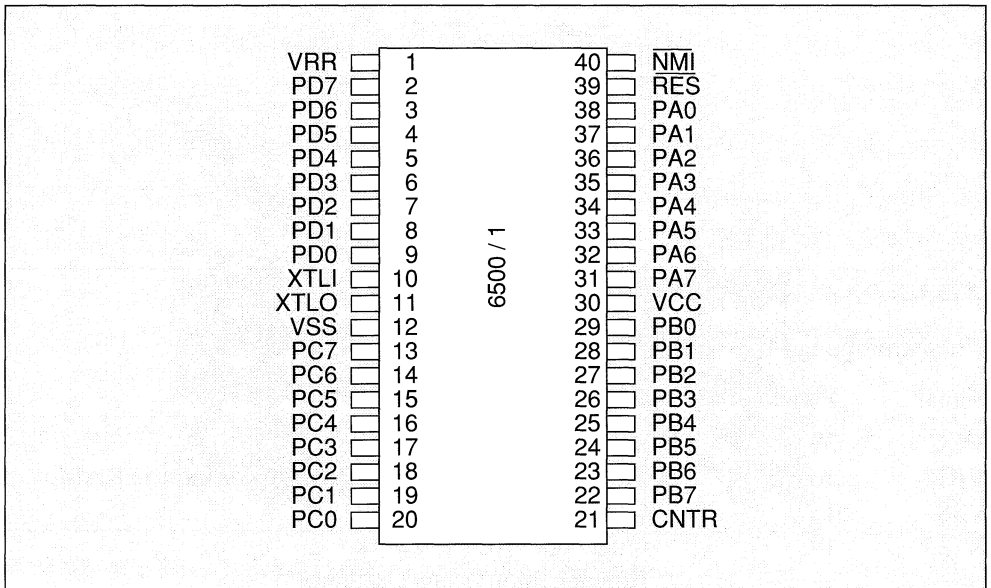 VRR 1 40 NMI
PD7 2 39 RES
PD6 3 38 PA0
PD5 4 37 PA1
PD4 5 36 PA2
PD3 6 35 PA3
PD2 7 34 PA4
PD1 8 33 PA5
PD0 9 32 PA6
XTLI 10 31 PA7
XTLO 11 30 VCC
VSS 12 29 PB0
PC7 13 28 PB1
PC6 14 27 PB2
PC5 15 26 PB3
PC4 16 25 PB4
PC3 17 24 PB5
PC2 18 23 PB6
PC1 19 22 PB7
PC0 20 21 CNTR
6500 / 1